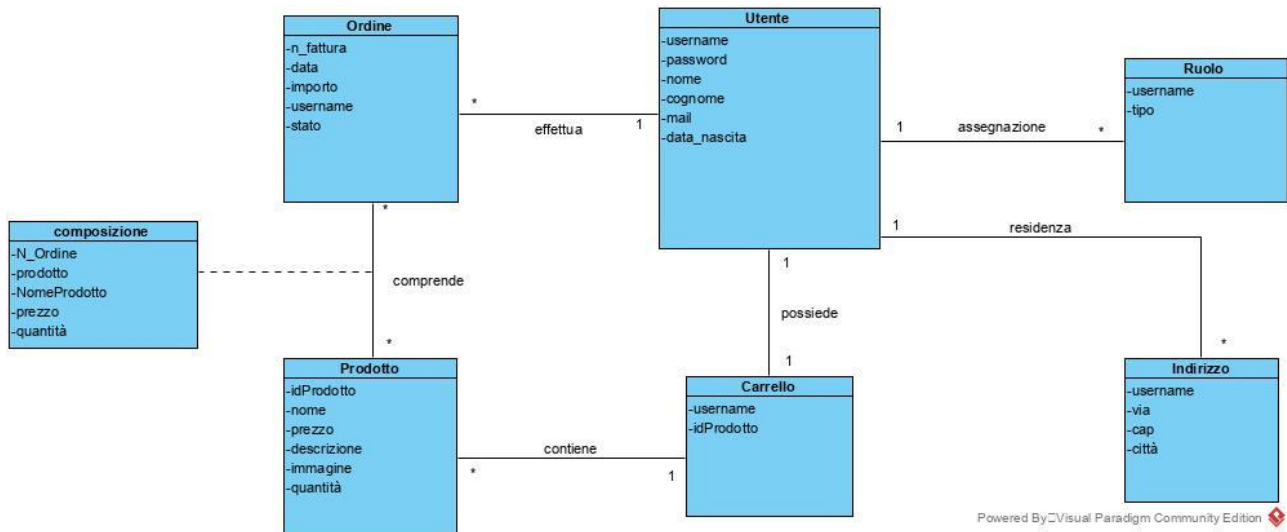 Ordine
-n_fattura
-data
-importo
-username
-stato
*
effettua
1
Utente
-username
-password
-nome
-cognome
-mail
-data_nascita
1
assegnazione
*
Ruolo
-username
-tipo
composizione
-N_Ordine
-prodotto
-NomeProdotto
-prezzo
-quantità
*
comprende
*
1
possiede
1
1
residenza
*
Prodotto
-idProdotto
-nome
-prezzo
-descrizione
-immagine
-quantità
*
contiene
1
Carrello
-username
-idProdotto
Indirizzo
-username
-via
-cap
-città
Powered By Visual Paradigm Community Edition